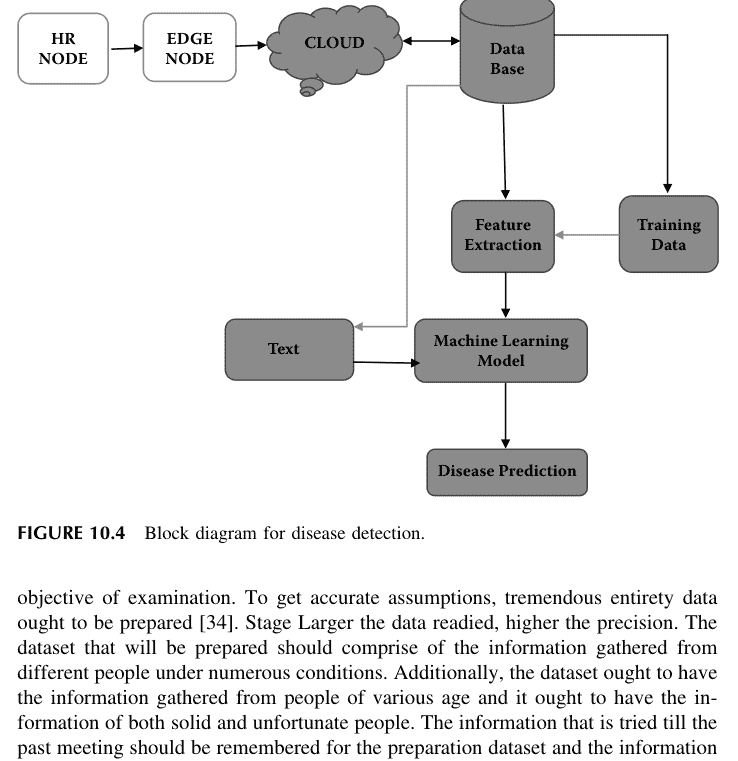 HR
NODE
EDGE
NODE
CLOUD
Data
Base
Feature
Extraction
Training
Data
Text
Machine Learning
Model
Disease Prediction
FIGURE 10.4 Block diagram for disease detection.
objective of examination. To get accurate assumptions, tremendous entirety data
ought to be prepared [34]. Stage Larger the data readied, higher the precision. The
dataset that will be prepared should comprise of the information gathered from
different people under numerous conditions. Additionally, the dataset ought to have
the information gathered from people of various age and it ought to have the in-
formation of both solid and unfortunate people. The information that is tried till the
past meeting should be remembered for the preparation dataset and the information